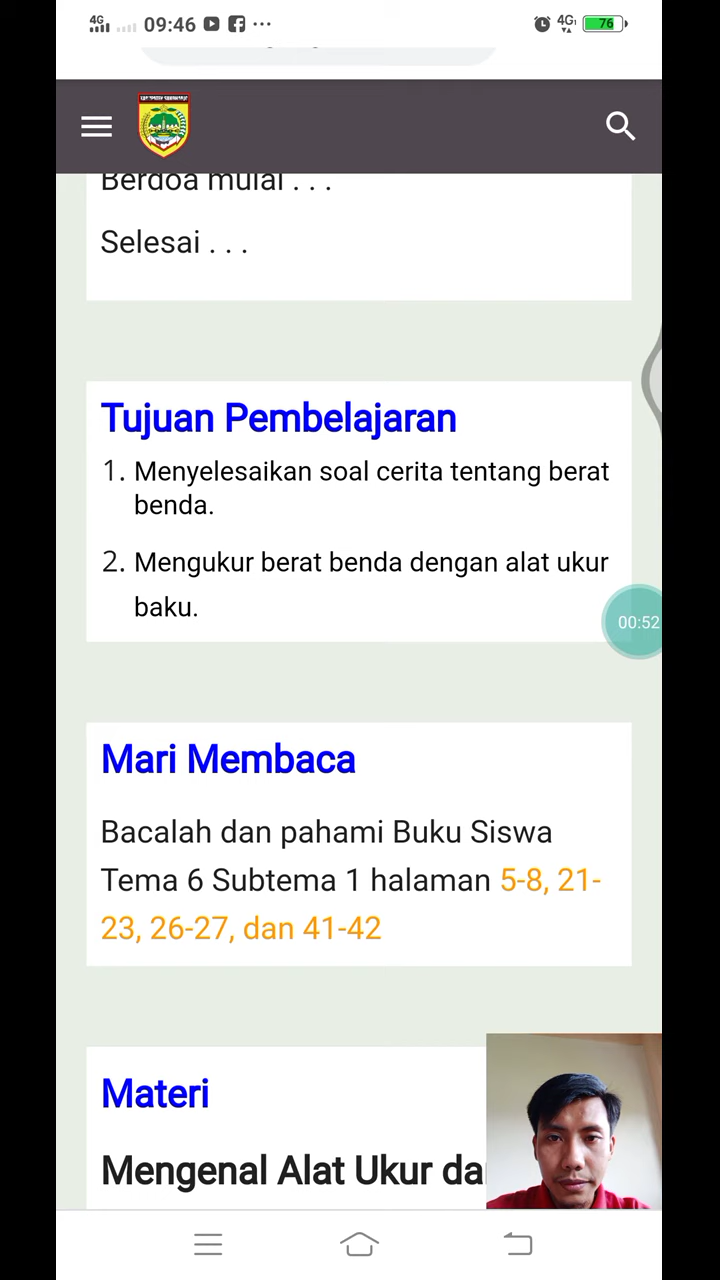 4G 09:46 ... 4G 76
Berdoa mulai . . .
Selesai . . .
Tujuan Pembelajaran
1. Menyelesaikan soal cerita tentang berat
benda.
2. Mengukur berat benda dengan alat ukur
baku.
00:52
Mari Membaca
Bacalah dan pahami Buku Siswa
Tema 6 Subtema 1 halaman 5-8, 21-
23, 26-27, dan 41-42
Materi
Mengenal Alat Ukur da